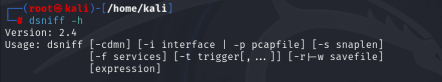 ┌──(root㉿kali)-[/home/kali]
└─# dsniff -h
Version: 2.4
Usage: dsniff [-cdmn] [-i interface | -p pcapfile] [-s snaplen]
[-f services] [-t trigger[,...]] [-r|-w savefile]
[expression]